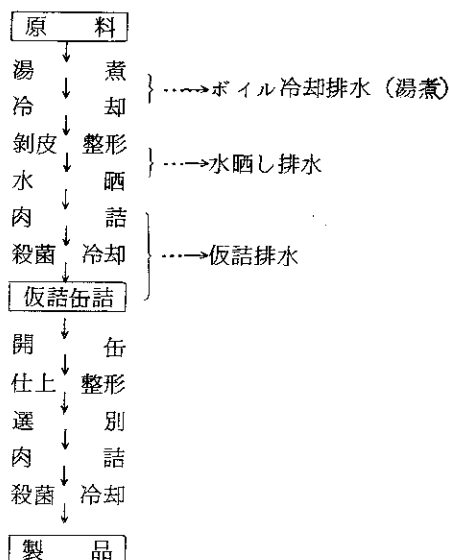 原料
湯煮
冷却
} ----→ボイル冷却排水（湯煮）
剝皮 整形
水晒
} ----→水晒し排水
肉詰
殺菌 冷却
} ----→仮詰排水
仮詰缶詰
開缶
仕上 整形
選別
肉詰
殺菌 冷却
製品